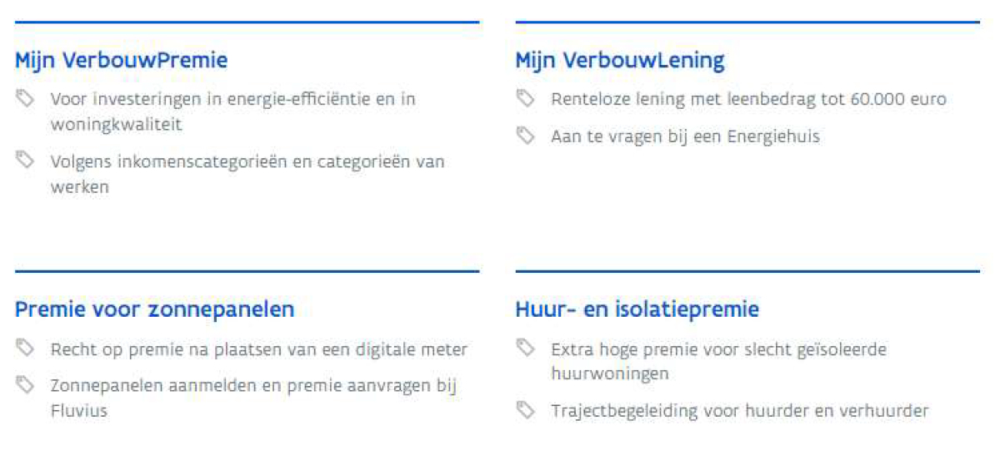 Mijn VerbouwPremie
Voor investeringen in energie-efficiëntie en in
woningkwaliteit
Volgens inkomenscategorieën en categorieën van
werken
Mijn VerbouwLening
Renteloze lening met leenbedrag tot 60.000 euro
Aan te vragen bij een Energiehuis
Premie voor zonnepanelen
Recht op premie na plaatsen van een digitale meter
Zonnepanelen aanmelden en premie aanvragen bij
Fluvius
Huur- en isolatiepremie
Extra hoge premie voor slecht geïsoleerde
huurwoningen
Trajectbegeleiding voor huurder en verhuurder